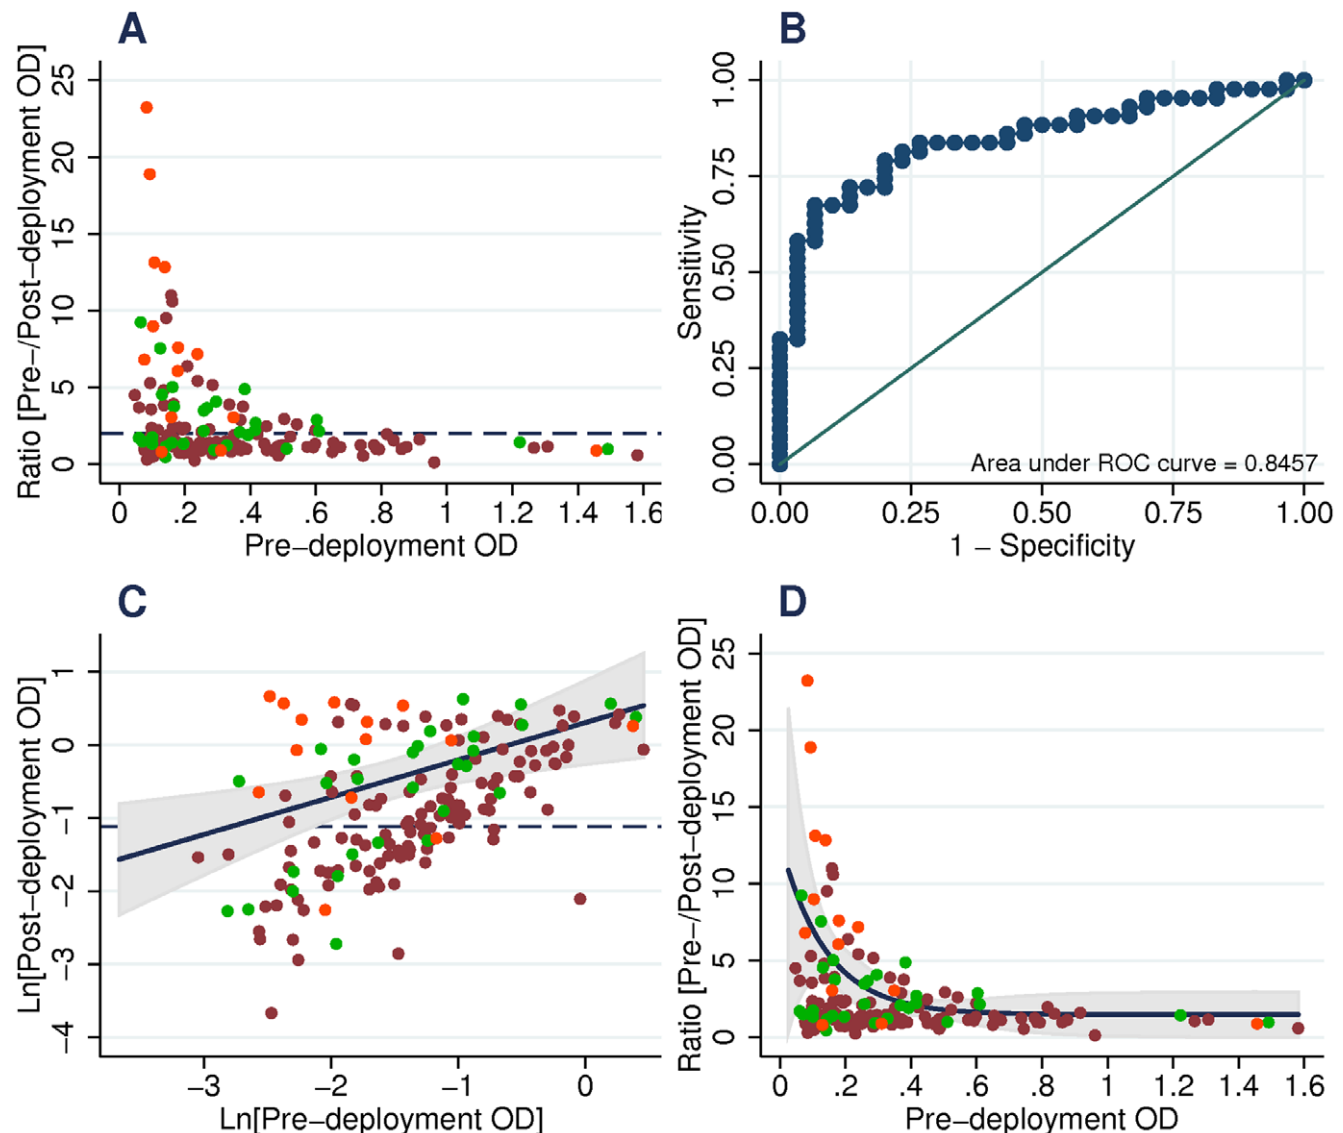 A
Ratio [Pre−/Post−deployment OD]
25
20
15
10
5
0
0 .2 .4 .6 .8 1 1.2 1.4 1.6
Pre−deployment OD
B
Sensitivity
1.00
0.75
0.50
0.25
0.00
Area under ROC curve = 0.8457
0.00 0.25 0.50 0.75 1.00
1 − Specificity
C
Ln[Post−deployment OD]
1
0
−1
−2
−3
−4
−3 −2 −1 0
Ln[Pre−deployment OD]
D
Ratio [Pre−/Post−deployment OD]
25
20
15
10
5
0
0 .2 .4 .6 .8 1 1.2 1.4 1.6
Pre−deployment OD